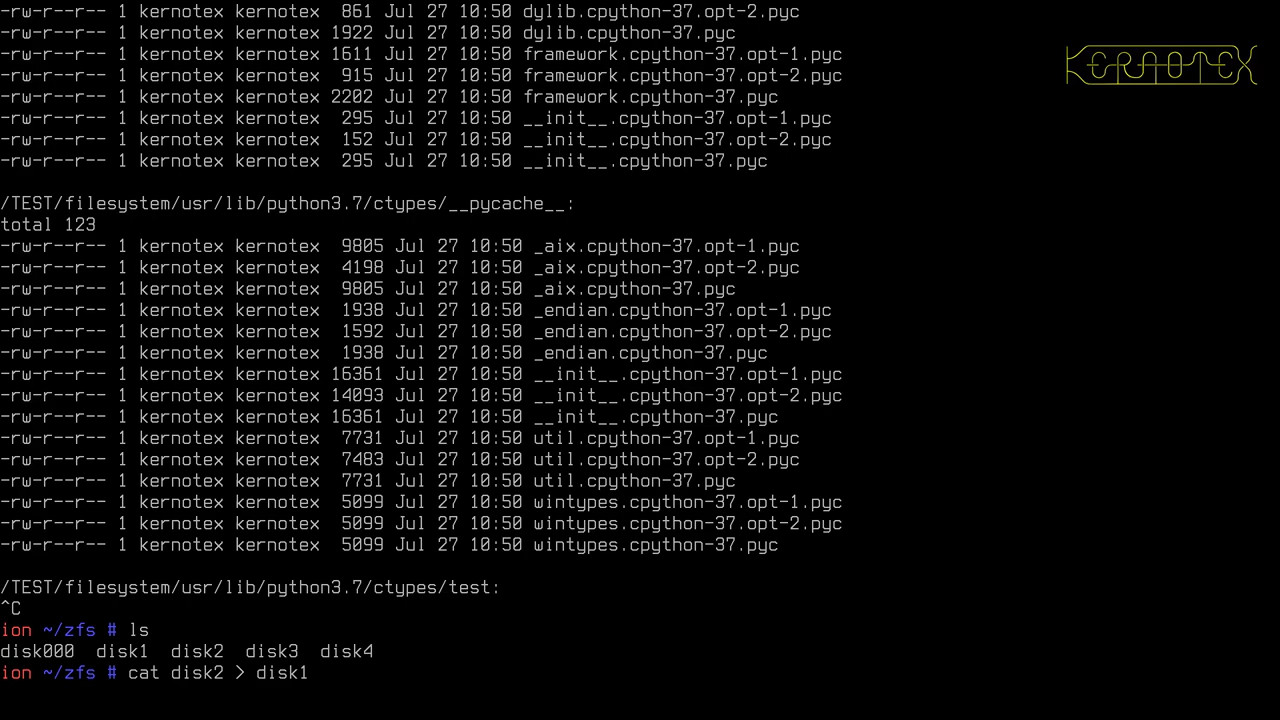 -rw-r--r-- 1 kernotex kernotex   861 Jul 27 10:50 dylib.cpython-37.opt-2.pyc
-rw-r--r-- 1 kernotex kernotex  1922 Jul 27 10:50 dylib.cpython-37.pyc
-rw-r--r-- 1 kernotex kernotex  1611 Jul 27 10:50 framework.cpython-37.opt-1.pyc
KERNOTEX
-rw-r--r-- 1 kernotex kernotex   915 Jul 27 10:50 framework.cpython-37.opt-2.pyc
-rw-r--r-- 1 kernotex kernotex  2202 Jul 27 10:50 framework.cpython-37.pyc
-rw-r--r-- 1 kernotex kernotex   295 Jul 27 10:50 __init__.cpython-37.opt-1.pyc
-rw-r--r-- 1 kernotex kernotex   152 Jul 27 10:50 __init__.cpython-37.opt-2.pyc
-rw-r--r-- 1 kernotex kernotex   295 Jul 27 10:50 __init__.cpython-37.pyc
/TEST/filesystem/usr/lib/python3.7/ctypes/__pycache__:
total 123
-rw-r--r-- 1 kernotex kernotex  9805 Jul 27 10:50 _aix.cpython-37.opt-1.pyc
-rw-r--r-- 1 kernotex kernotex  4198 Jul 27 10:50 _aix.cpython-37.opt-2.pyc
-rw-r--r-- 1 kernotex kernotex  9805 Jul 27 10:50 _aix.cpython-37.pyc
-rw-r--r-- 1 kernotex kernotex  1938 Jul 27 10:50 _endian.cpython-37.opt-1.pyc
-rw-r--r-- 1 kernotex kernotex  1592 Jul 27 10:50 _endian.cpython-37.opt-2.pyc
-rw-r--r-- 1 kernotex kernotex  1938 Jul 27 10:50 _endian.cpython-37.pyc
-rw-r--r-- 1 kernotex kernotex 16361 Jul 27 10:50 __init__.cpython-37.opt-1.pyc
-rw-r--r-- 1 kernotex kernotex 14093 Jul 27 10:50 __init__.cpython-37.opt-2.pyc
-rw-r--r-- 1 kernotex kernotex 16361 Jul 27 10:50 __init__.cpython-37.pyc
-rw-r--r-- 1 kernotex kernotex  7731 Jul 27 10:50 util.cpython-37.opt-1.pyc
-rw-r--r-- 1 kernotex kernotex  7483 Jul 27 10:50 util.cpython-37.opt-2.pyc
-rw-r--r-- 1 kernotex kernotex  7731 Jul 27 10:50 util.cpython-37.pyc
-rw-r--r-- 1 kernotex kernotex  5099 Jul 27 10:50 wintypes.cpython-37.opt-1.pyc
-rw-r--r-- 1 kernotex kernotex  5099 Jul 27 10:50 wintypes.cpython-37.opt-2.pyc
-rw-r--r-- 1 kernotex kernotex  5099 Jul 27 10:50 wintypes.cpython-37.pyc
/TEST/filesystem/usr/lib/python3.7/ctypes/test:
^C
ion ~/zfs # ls
disk000  disk1  disk2  disk3  disk4
ion ~/zfs # cat disk2 > disk1